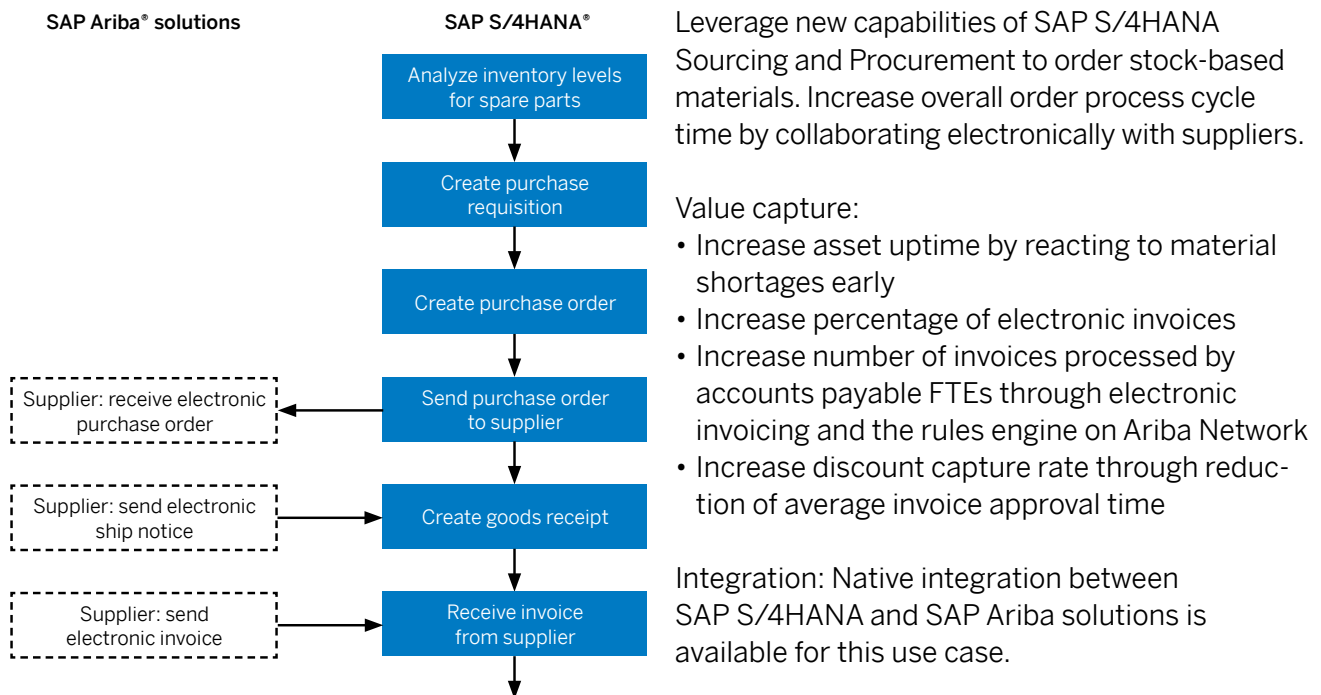 SAP Ariba® solutions
SAP S/4HANA®
Analyze inventory levels
for spare parts
Create purchase
requisition
Create purchase order
Supplier: receive electronic
purchase order
Send purchase order
to supplier
Supplier: send electronic
ship notice
Create goods receipt
Supplier: send
electronic invoice
Receive invoice
from supplier
Leverage new capabilities of SAP S/4HANA
Sourcing and Procurement to order stock-based
materials. Increase overall order process cycle
time by collaborating electronically with suppliers.
Value capture:
• Increase asset uptime by reacting to material
shortages early
• Increase percentage of electronic invoices
• Increase number of invoices processed by
accounts payable FTEs through electronic
invoicing and the rules engine on Ariba Network
• Increase discount capture rate through reduc-
tion of average invoice approval time
Integration: Native integration between
SAP S/4HANA and SAP Ariba solutions is
available for this use case.